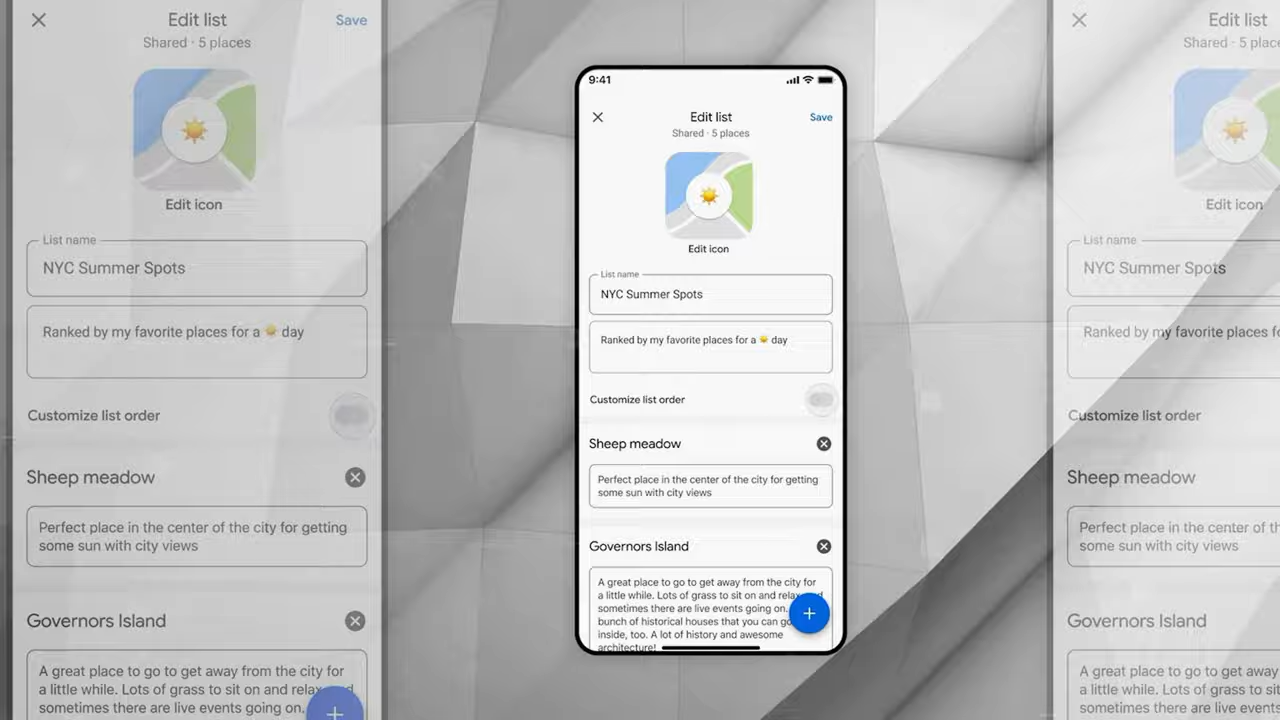 Edit list
Save
Shared · 5 places
Edit icon
List name
NYC Summer Spots
Ranked by my favorite places for a ☀️ day
Customize list order
Sheep meadow
Perfect place in the center of the city for getting
some sun with city views
Governors Island
A great place to go to get away from the city for
a little while. Lots of grass to sit on and relax
sometimes there are live events going on.
9:41
Edit list
Save
Shared · 5 places
Edit icon
List name
NYC Summer Spots
Ranked by my favorite places for a ☀️ day
Customize list order
Sheep meadow
Perfect place in the center of the city for getting
some sun with city views
Governors Island
A great place to go to get away from the city for
a little while. Lots of grass to sit on and relax
sometimes there are live events going on.
bunch of historical houses that you can go
inside, too. A lot of history and awesome
architecture!
Edit list
Shared · 5 place
Edit icon
List name
NYC Summer Spots
Ranked by my favorite places f
Customize list order
Sheep meadow
Perfect place in the center of th
some sun with city views
Governors Island
A great place to go to get away
a little while. Lots of grass to sit
sometimes there are live events